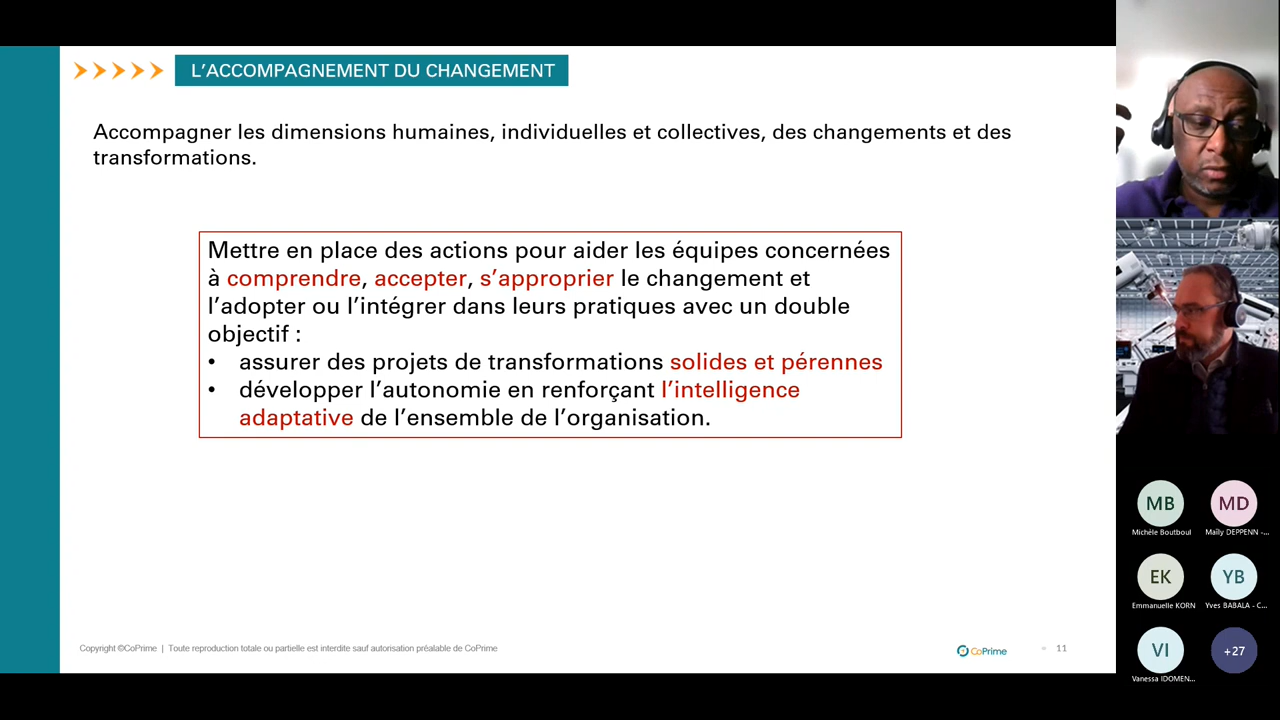 L'ACCOMPAGNEMENT DU CHANGEMENT
Accompagner les dimensions humaines, individuelles et collectives, des changements et des
transformations.
Mettre en place des actions pour aider les équipes concernées
à comprendre, accepter, s'approprier le changement et
l'adopter ou l'intégrer dans leurs pratiques avec un double
objectif :
• assurer des projets de transformations solides et pérennes
• développer l'autonomie en renforçant l'intelligence
adaptative de l'ensemble de l'organisation.
Copyright ©CoPrime | Toute reproduction totale ou partielle est interdite sauf autorisation préalable de CoPrime
CoPrime
11
MB
MD
Michèle Boutboul
Maïly DEPPENN -...
EK
YB
Emmanuelle KORN
Yves BABALA - C...
VI
+27
Vanessa IDOMEN...